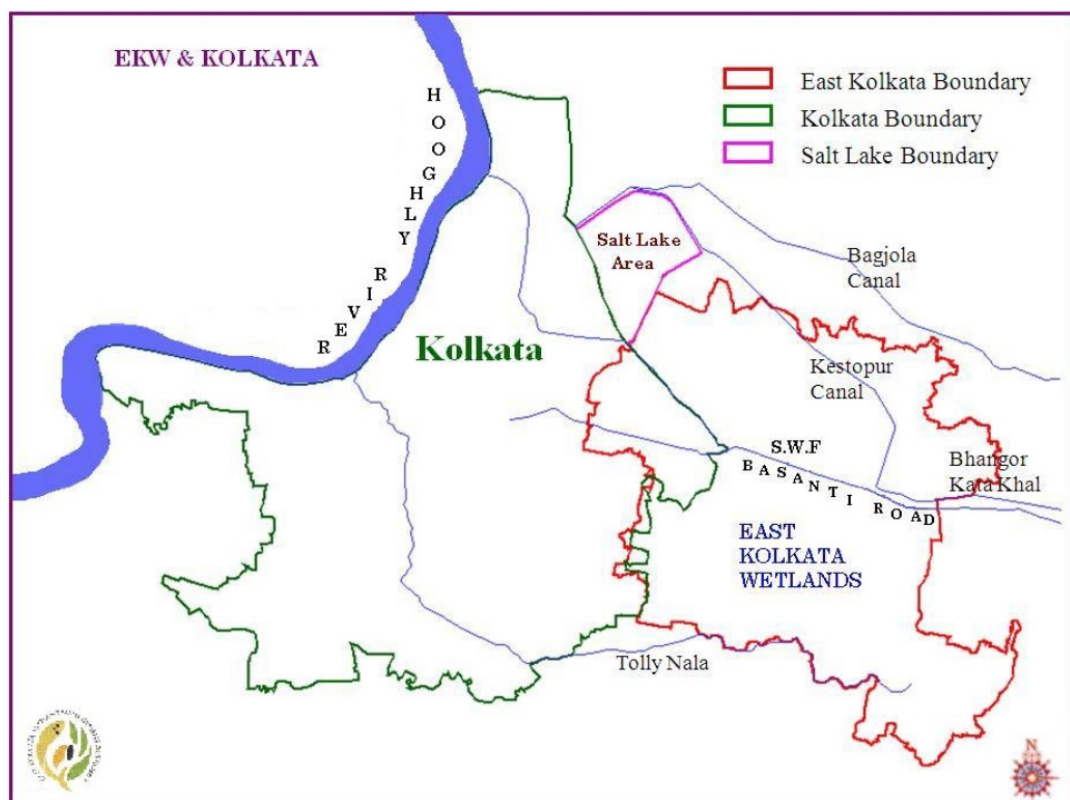 EKW & KOLKATA
East Kolkata Boundary
Kolkata Boundary
Salt Lake Boundary
HOOGHLY RIVER
Salt Lake
Area
Bagjola
Canal
Kolkata
Kestopur
Canal
S.W.F
BASANTI ROAD
Bhangor
Kata Khal
EAST
KOLKATA
WETLANDS
Tolly Nala
N